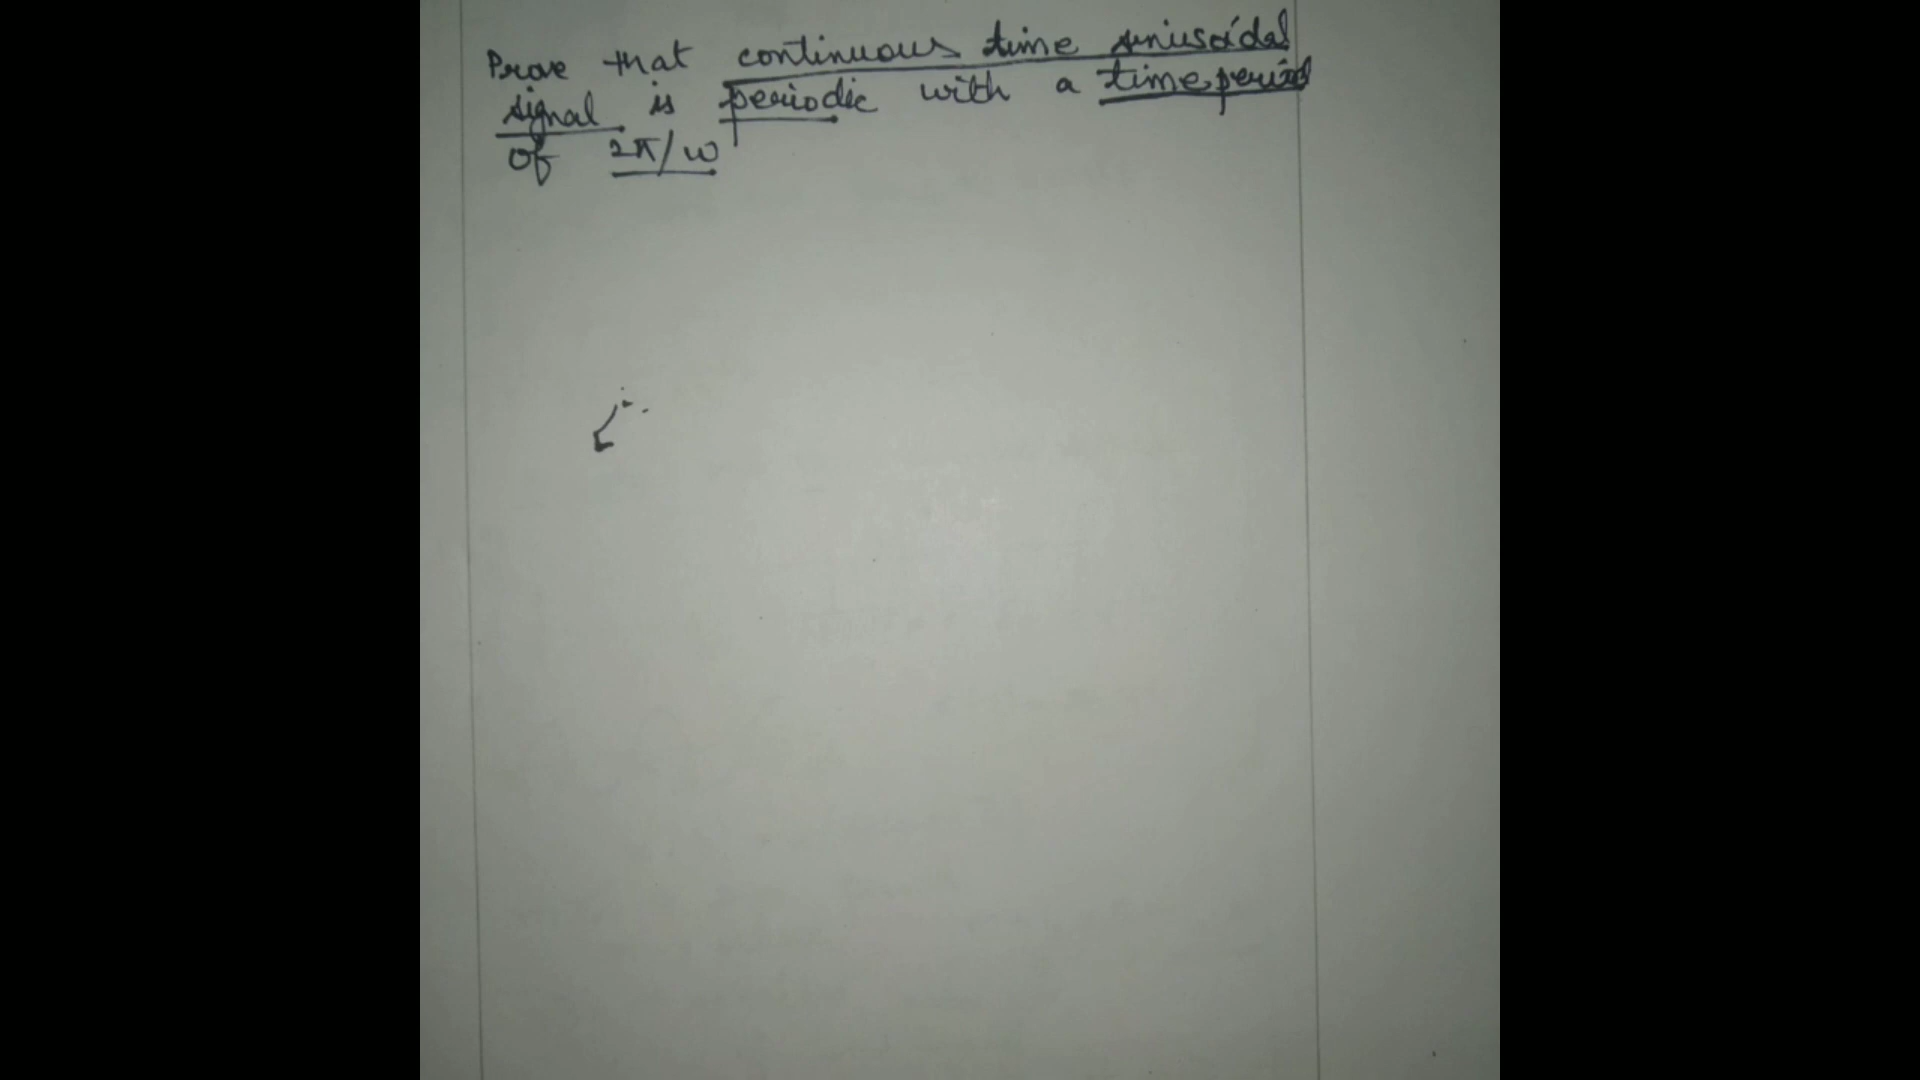 Prove that continuous time sinusoidal
signal is periodic with a time period
of 2π/ω